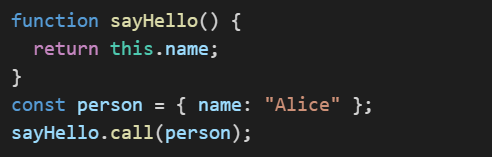 function sayHello() {
  return this.name;
}
const person = { name: "Alice" };
sayHello.call(person);